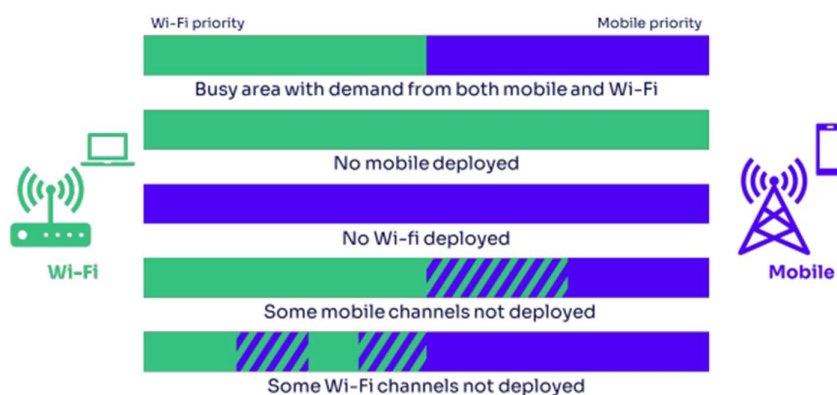 Wi-Fi priority
Mobile priority
Busy area with demand from both mobile and Wi-Fi
No mobile deployed
No Wi-fi deployed
Wi-Fi
Mobile
Some mobile channels not deployed
Some Wi-Fi channels not deployed